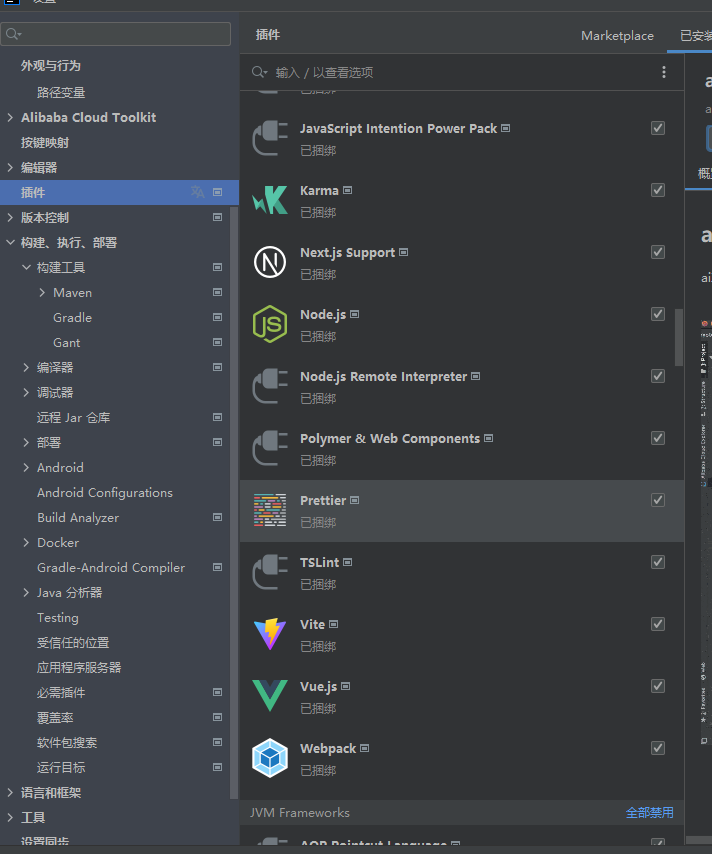 设置
外观与行为
路径变量
Alibaba Cloud Toolkit
按键映射
编辑器
插件
版本控制
构建、执行、部署
构建工具
Maven
Gradle
Gant
编译器
调试器
远程 Jar 仓库
部署
Android
Android Configurations
Build Analyzer
Docker
Gradle-Android Compiler
Java 分析器
Testing
受信任的位置
应用程序服务器
必需插件
覆盖率
软件包搜索
运行目标
语言和框架
工具
设置同步
插件
Marketplace
已安装
输入 / 以查看选项
已捆绑
JavaScript Intention Power Pack
已捆绑
Karma
已捆绑
Next.js Support
已捆绑
Node.js
已捆绑
Node.js Remote Interpreter
已捆绑
Polymer & Web Components
已捆绑
Prettier
已捆绑
TSLint
已捆绑
Vite
已捆绑
Vue.js
已捆绑
Webpack
已捆绑
JVM Frameworks
全部禁用
AOP Pointcut Language